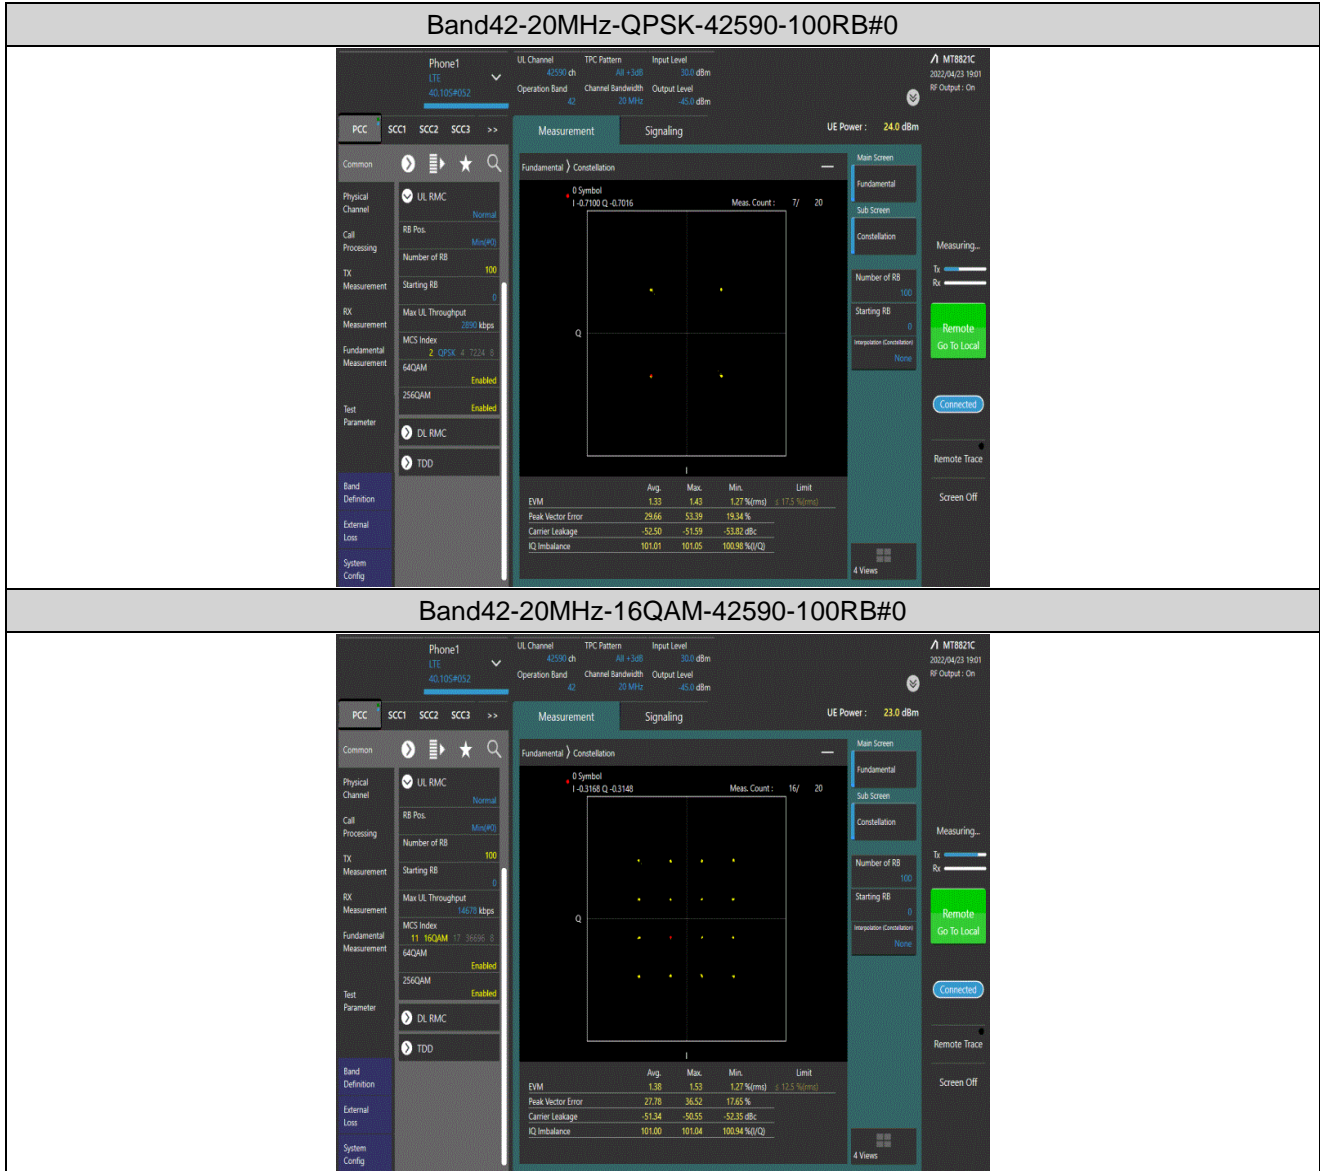 Band42-20MHz-QPSK-42590-100RB#0
Phone1
LTE
40.105#052
UL Channel TPC Pattern Input Level
42590 ch All +3dB 30.0 dBm
Operation Band Channel Bandwidth Output Level
42 20 MHz -45.0 dBm
MT8821C
2022/04/23 19:01
RF Output : On
PCC SCC1 SCC2 SCC3 >>
Measurement Signaling
UE Power : 24.0 dBm
Common
Physical Channel
Call Processing
TX Measurement
RX Measurement
Fundamental Measurement
Test Parameter
Band Definition
External Loss
System Config
UL RMC
Normal
RB Pos.
Min(#0)
Number of RB
100
Starting RB
0
Max UL Throughput
2890 kbps
MCS Index
2 QPSK 4 7224 8
64QAM
Enabled
256QAM
Enabled
DL RMC
TDD
Fundamental > Constellation
0 Symbol
I -0.7100 Q -0.7016 Meas. Count : 7/ 20
Q
I
Avg. Max. Min. Limit
EVM 1.33 1.43 1.27 %(rms) ≤ 17.5 %(rms)
Peak Vector Error 29.66 53.39 19.34 %
Carrier Leakage -52.50 -51.59 -53.82 dBc
IQ Imbalance 101.01 101.05 100.98 %(I/Q)
Main Screen
Fundamental
Sub Screen
Constellation
Number of RB
100
Starting RB
0
Interpolation (Constellation)
None
4 Views
Measuring...
Tx
Rx
Remote
Go To Local
Connected
Remote Trace
Screen Off
Band42-20MHz-16QAM-42590-100RB#0
Phone1
LTE
40.105#052
UL Channel TPC Pattern Input Level
42590 ch All +3dB 30.0 dBm
Operation Band Channel Bandwidth Output Level
42 20 MHz -45.0 dBm
MT8821C
2022/04/23 19:01
RF Output : On
PCC SCC1 SCC2 SCC3 >>
Measurement Signaling
UE Power : 23.0 dBm
Common
Physical Channel
Call Processing
TX Measurement
RX Measurement
Fundamental Measurement
Test Parameter
Band Definition
External Loss
System Config
UL RMC
Normal
RB Pos.
Min(#0)
Number of RB
100
Starting RB
0
Max UL Throughput
14678 kbps
MCS Index
11 16QAM 17 36696 8
64QAM
Enabled
256QAM
Enabled
DL RMC
TDD
Fundamental > Constellation
0 Symbol
I -0.3168 Q -0.3148 Meas. Count : 16/ 20
Q
I
Avg. Max. Min. Limit
EVM 1.38 1.53 1.27 %(rms) ≤ 12.5 %(rms)
Peak Vector Error 27.78 36.52 17.65 %
Carrier Leakage -51.34 -50.55 -52.35 dBc
IQ Imbalance 101.00 101.04 100.94 %(I/Q)
Main Screen
Fundamental
Sub Screen
Constellation
Number of RB
100
Starting RB
0
Interpolation (Constellation)
None
4 Views
Measuring...
Tx
Rx
Remote
Go To Local
Connected
Remote Trace
Screen Off